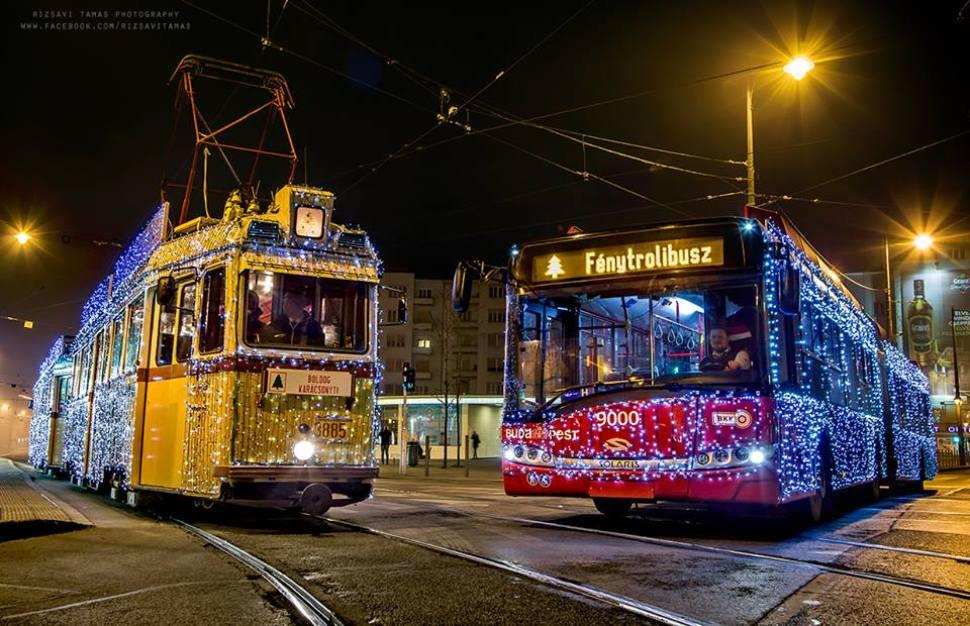 RIZSAVI TAMAS PHOTOGRAPHY
WWW.FACEBOOK.COM/RIZSAVITAMAS
Fénytrolibusz
BOLDOG
KARÁCSONYT!
3885
9000
BUDAPEST
BKV
SOLARIS